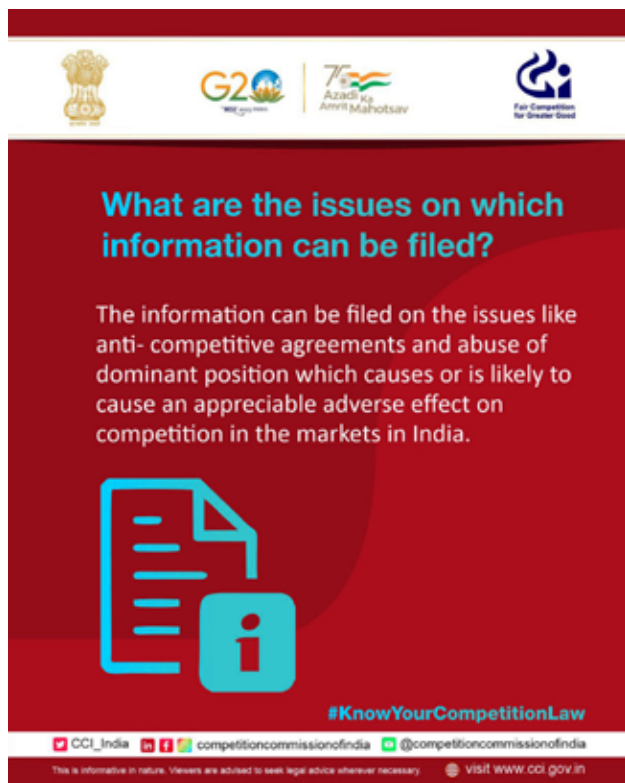 G20
75
Azadi Ka
Amrit Mahotsav
Fair Competition
for Greater Good
What are the issues on which
information can be filed?
The information can be filed on the issues like
anti- competitive agreements and abuse of
dominant position which causes or is likely to
cause an appreciable adverse effect on
competition in the markets in India.
i
#KnowYourCompetitionLaw
CCI_India in f competitioncommissionofindia @competitioncommissionofindia
This is informative in nature. Viewers are advised to seek legal advice wherever necessary. visit www.cci.gov.in